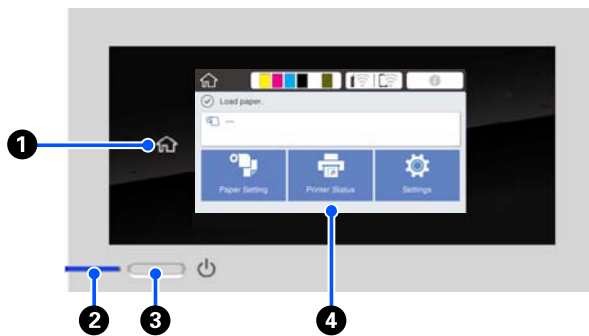 Load paper.
---
Paper Setting
Printer Status
Settings
1
2
3
4